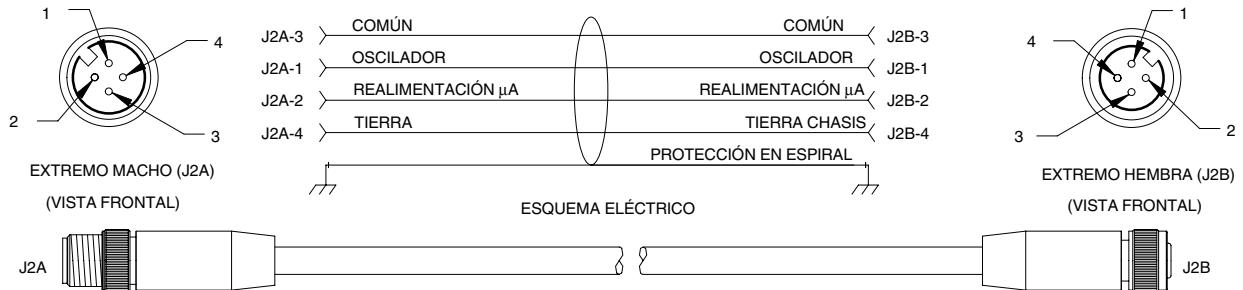 1
4
2
3
EXTREMO MACHO (J2A)
(VISTA FRONTAL)
J2A-3 COMÚN COMÚN J2B-3
J2A-1 OSCILADOR OSCILADOR J2B-1
J2A-2 REALIMENTACIÓN µA REALIMENTACIÓN µA J2B-2
J2A-4 TIERRA TIERRA CHASIS J2B-4
PROTECCIÓN EN ESPIRAL
ESQUEMA ELÉCTRICO
1
4
2
3
EXTREMO HEMBRA (J2B)
(VISTA FRONTAL)
J2A
J2B